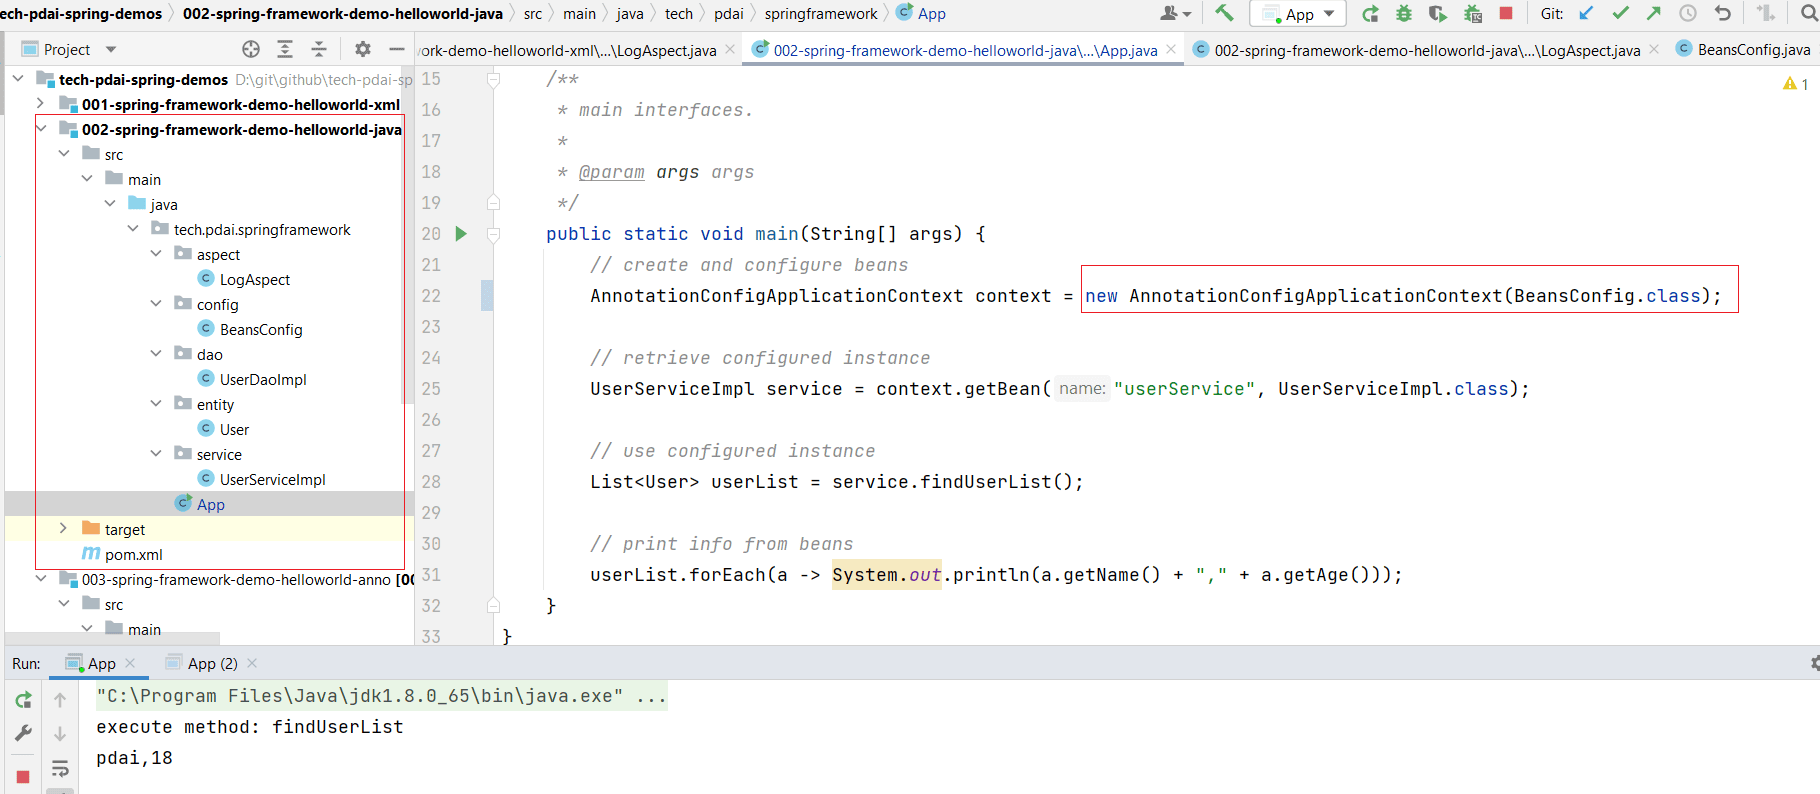 ech-pdai-spring-demos 002-spring-framework-demo-helloworld-java src main java tech pdai springframework App
App Git:
Project
ork-demo-helloworld-xml\...\LogAspect.java 002-spring-framework-demo-helloworld-java\...\App.java 002-spring-framework-demo-helloworld-java\...\LogAspect.java BeansConfig.java
tech-pdai-spring-demos D:\git\github\tech-pdai-sp
001-spring-framework-demo-helloworld-xml
002-spring-framework-demo-helloworld-java
src
main
java
tech.pdai.springframework
aspect
LogAspect
config
BeansConfig
dao
UserDaoImpl
entity
User
service
UserServiceImpl
App
target
pom.xml
003-spring-framework-demo-helloworld-anno [00
src
main
1
15 /**
16 * main interfaces.
17 *
18 * @param args args
19 */
20 public static void main(String[] args) {
21 // create and configure beans
22 AnnotationConfigApplicationContext context = new AnnotationConfigApplicationContext(BeansConfig.class);
23
24 // retrieve configured instance
25 UserServiceImpl service = context.getBean( name: "userService", UserServiceImpl.class);
26
27 // use configured instance
28 List<User> userList = service.findUserList();
29
30 // print info from beans
31 userList.forEach(a -> System.out.println(a.getName() + "," + a.getAge()));
32 }
33 }
Run: App App (2)
"C:\Program Files\Java\jdk1.8.0_65\bin\java.exe" ...
execute method: findUserList
pdai,18